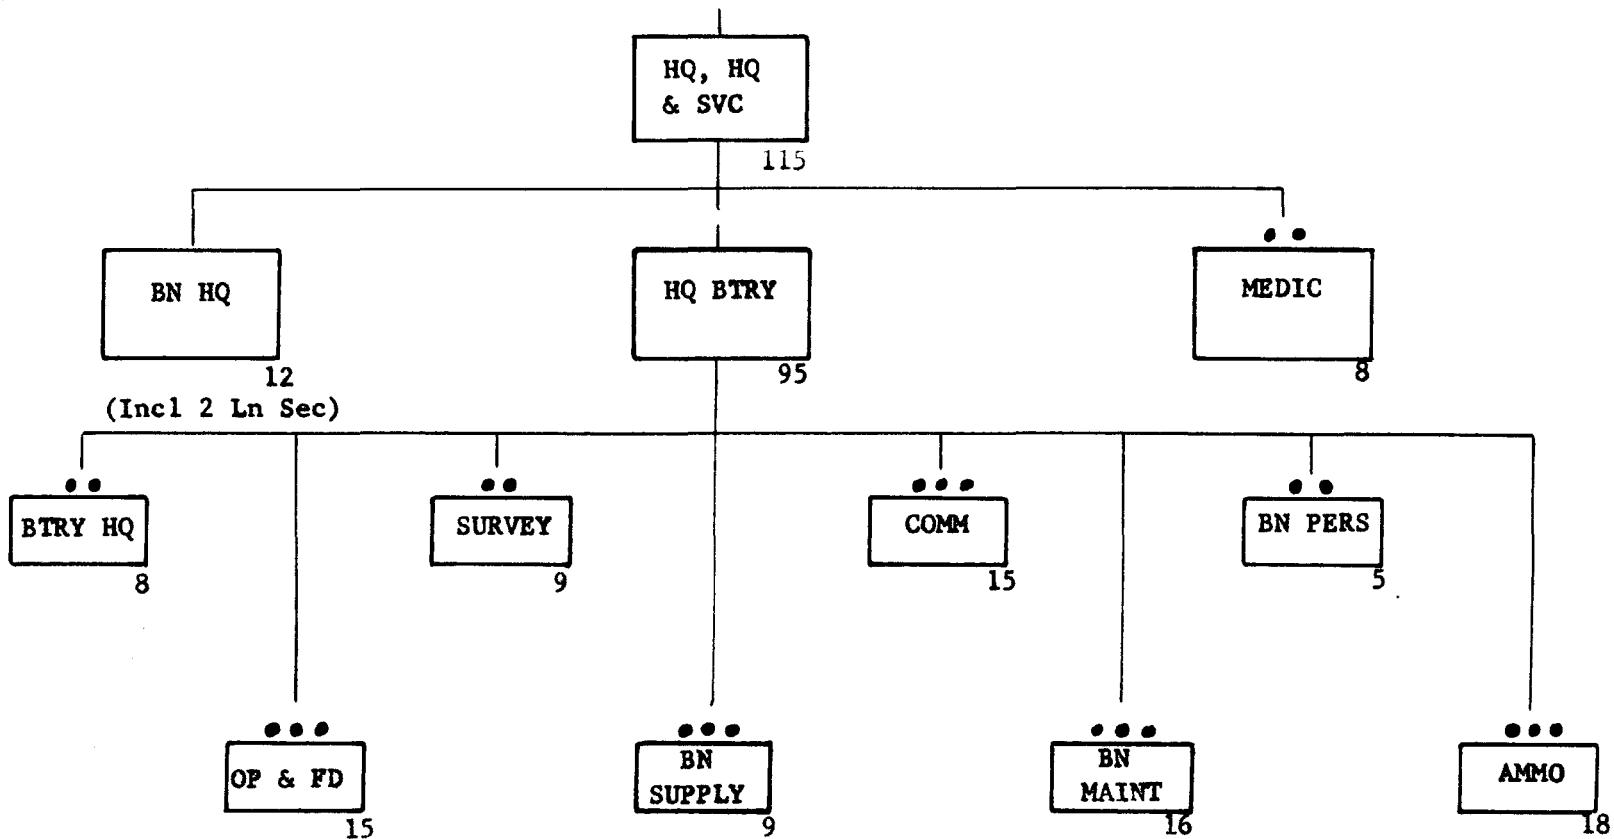 HQ, HQ
& SVC
115
BN HQ
12
(Incl 2 Ln Sec)
HQ BTRY
95
MEDIC
8
BTRY HQ
8
SURVEY
9
COMM
15
BN PERS
5
OP & FD
15
BN
SUPPLY
9
BN
MAINT
16
AMMO
18